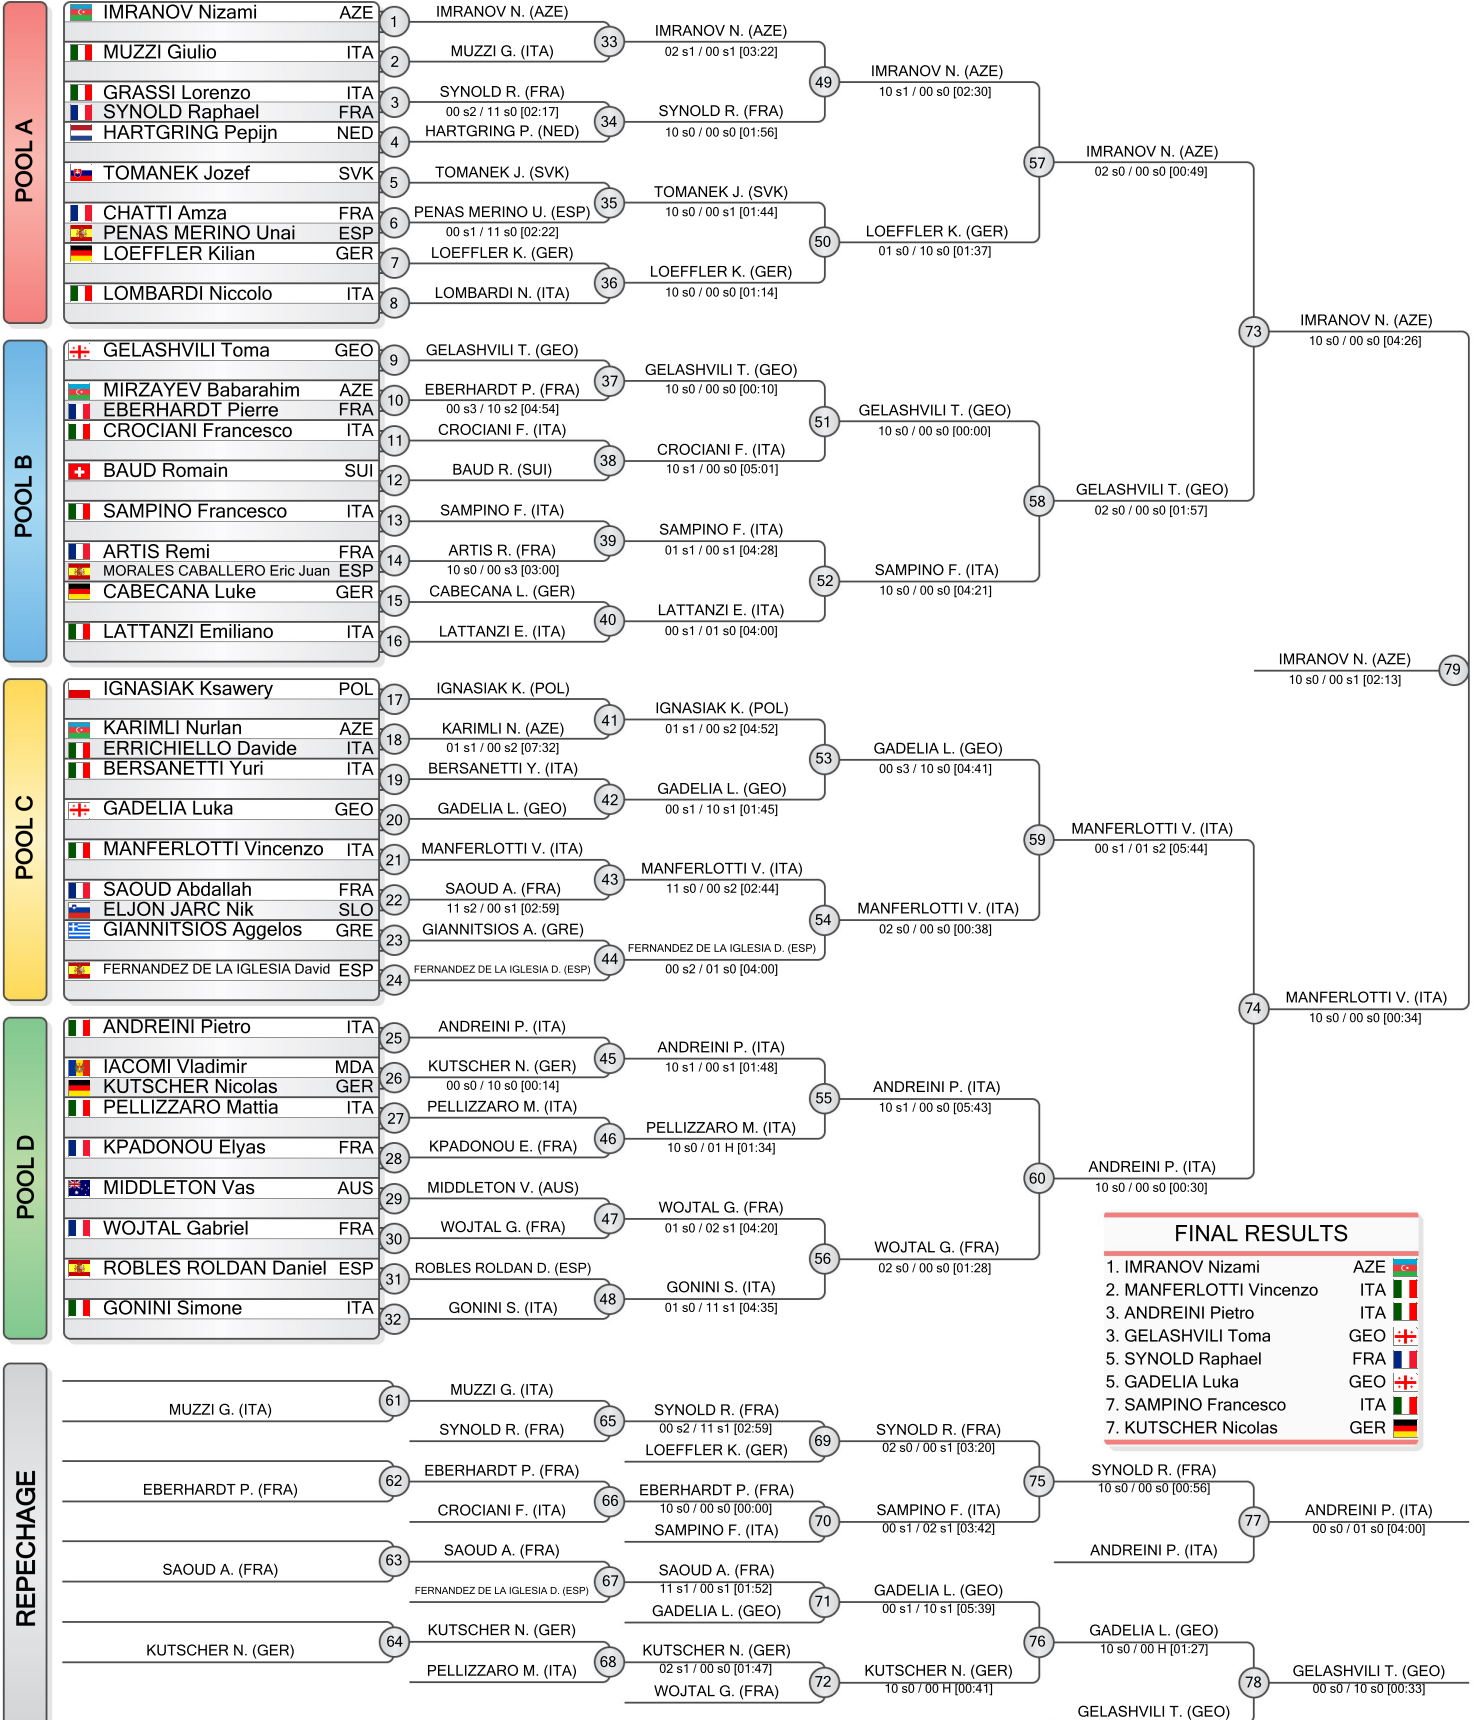 POOL A
IMRANOV Nizami AZE
MUZZI Giulio ITA
GRASSI Lorenzo ITA
SYNOLD Raphael FRA
HARTGRING Pepijn NED
TOMANEK Jozef SVK
CHATTI Amza FRA
PENAS MERINO Unai ESP
LOEFFLER Kilian GER
LOMBARDI Niccolo ITA
1
2
3
4
5
6
7
8
IMRANOV N. (AZE)
MUZZI G. (ITA)
SYNOLD R. (FRA)
00 s2 / 11 s0 [02:17]
HARTGRING P. (NED)
TOMANEK J. (SVK)
PENAS MERINO U. (ESP)
00 s1 / 11 s0 [02:22]
LOEFFLER K. (GER)
LOMBARDI N. (ITA)
33
34
35
36
IMRANOV N. (AZE)
02 s1 / 00 s1 [03:22]
SYNOLD R. (FRA)
10 s0 / 00 s0 [01:56]
TOMANEK J. (SVK)
10 s0 / 00 s1 [01:44]
LOEFFLER K. (GER)
10 s0 / 00 s0 [01:14]
49
50
IMRANOV N. (AZE)
10 s1 / 00 s0 [02:30]
LOEFFLER K. (GER)
01 s0 / 10 s0 [01:37]
57
IMRANOV N. (AZE)
02 s0 / 00 s0 [00:49]
POOL B
GELASHVILI Toma GEO
MIRZAYEV Babarahim AZE
EBERHARDT Pierre FRA
CROCIANI Francesco ITA
BAUD Romain SUI
SAMPINO Francesco ITA
ARTIS Remi FRA
MORALES CABALLERO Eric Juan ESP
CABECANA Luke GER
LATTANZI Emiliano ITA
9
10
11
12
13
14
15
16
GELASHVILI T. (GEO)
EBERHARDT P. (FRA)
00 s3 / 10 s2 [04:54]
CROCIANI F. (ITA)
BAUD R. (SUI)
SAMPINO F. (ITA)
ARTIS R. (FRA)
10 s0 / 00 s3 [03:00]
CABECANA L. (GER)
LATTANZI E. (ITA)
37
38
39
40
GELASHVILI T. (GEO)
10 s0 / 00 s0 [00:10]
CROCIANI F. (ITA)
10 s1 / 00 s0 [05:01]
SAMPINO F. (ITA)
01 s1 / 00 s1 [04:28]
LATTANZI E. (ITA)
00 s1 / 01 s0 [04:00]
51
52
GELASHVILI T. (GEO)
10 s0 / 00 s0 [00:00]
SAMPINO F. (ITA)
10 s0 / 00 s0 [04:21]
58
GELASHVILI T. (GEO)
02 s0 / 00 s0 [01:57]
73
IMRANOV N. (AZE)
10 s0 / 00 s0 [04:26]
IMRANOV N. (AZE)
10 s0 / 00 s1 [02:13]
79
POOL C
IGNASIAK Ksawery POL
KARIMLI Nurlan AZE
ERRICHIELLO Davide ITA
BERSANETTI Yuri ITA
GADELIA Luka GEO
MANFERLOTTI Vincenzo ITA
SAOUD Abdallah FRA
ELJON JARC Nik SLO
GIANNITSIOS Aggelos GRE
FERNANDEZ DE LA IGLESIA David ESP
17
18
19
20
21
22
23
24
IGNASIAK K. (POL)
KARIMLI N. (AZE)
01 s1 / 00 s2 [07:32]
BERSANETTI Y. (ITA)
GADELIA L. (GEO)
MANFERLOTTI V. (ITA)
SAOUD A. (FRA)
11 s2 / 00 s1 [02:59]
GIANNITSIOS A. (GRE)
FERNANDEZ DE LA IGLESIA D. (ESP)
41
42
43
44
IGNASIAK K. (POL)
01 s1 / 00 s2 [04:52]
GADELIA L. (GEO)
00 s1 / 10 s1 [01:45]
MANFERLOTTI V. (ITA)
11 s0 / 00 s2 [02:44]
FERNANDEZ DE LA IGLESIA D. (ESP)
00 s2 / 01 s0 [04:00]
53
54
GADELIA L. (GEO)
00 s3 / 10 s0 [04:41]
MANFERLOTTI V. (ITA)
02 s0 / 00 s0 [00:38]
59
MANFERLOTTI V. (ITA)
00 s1 / 01 s2 [05:44]
74
MANFERLOTTI V. (ITA)
10 s0 / 00 s0 [00:34]
POOL D
ANDREINI Pietro ITA
IACOMI Vladimir MDA
KUTSCHER Nicolas GER
PELLIZZARO Mattia ITA
KPADONOU Elyas FRA
MIDDLETON Vas AUS
WOJTAL Gabriel FRA
ROBLES ROLDAN Daniel ESP
GONINI Simone ITA
25
26
27
28
29
30
31
32
ANDREINI P. (ITA)
KUTSCHER N. (GER)
00 s0 / 10 s0 [00:14]
PELLIZZARO M. (ITA)
KPADONOU E. (FRA)
MIDDLETON V. (AUS)
WOJTAL G. (FRA)
ROBLES ROLDAN D. (ESP)
GONINI S. (ITA)
45
46
47
48
ANDREINI P. (ITA)
10 s1 / 00 s1 [01:48]
PELLIZZARO M. (ITA)
10 s0 / 01 H [01:34]
WOJTAL G. (FRA)
01 s0 / 02 s1 [04:20]
GONINI S. (ITA)
01 s0 / 11 s1 [04:35]
55
56
ANDREINI P. (ITA)
10 s1 / 00 s0 [05:43]
WOJTAL G. (FRA)
02 s0 / 00 s0 [01:28]
60
ANDREINI P. (ITA)
10 s0 / 00 s0 [00:30]
FINAL RESULTS
1. IMRANOV Nizami AZE
2. MANFERLOTTI Vincenzo ITA
3. ANDREINI Pietro ITA
3. GELASHVILI Toma GEO
5. SYNOLD Raphael FRA
5. GADELIA Luka GEO
7. SAMPINO Francesco ITA
7. KUTSCHER Nicolas GER
REPECHAGE
MUZZI G. (ITA)
EBERHARDT P. (FRA)
SAOUD A. (FRA)
KUTSCHER N. (GER)
61
62
63
64
MUZZI G. (ITA)
SYNOLD R. (FRA)
EBERHARDT P. (FRA)
CROCIANI F. (ITA)
SAOUD A. (FRA)
FERNANDEZ DE LA IGLESIA D. (ESP)
KUTSCHER N. (GER)
PELLIZZARO M. (ITA)
65
66
67
68
SYNOLD R. (FRA)
00 s2 / 11 s1 [02:59]
LOEFFLER K. (GER)
EBERHARDT P. (FRA)
10 s0 / 00 s0 [00:00]
SAMPINO F. (ITA)
SAOUD A. (FRA)
11 s1 / 00 s1 [01:52]
GADELIA L. (GEO)
KUTSCHER N. (GER)
02 s1 / 00 s0 [01:47]
WOJTAL G. (FRA)
69
70
71
72
SYNOLD R. (FRA)
02 s0 / 00 s1 [03:20]
SAMPINO F. (ITA)
00 s1 / 02 s1 [03:42]
GADELIA L. (GEO)
00 s1 / 10 s1 [05:39]
KUTSCHER N. (GER)
10 s0 / 00 H [00:41]
75
76
SYNOLD R. (FRA)
10 s0 / 00 s0 [00:56]
ANDREINI P. (ITA)
GADELIA L. (GEO)
10 s0 / 00 H [01:27]
GELASHVILI T. (GEO)
77
78
ANDREINI P. (ITA)
00 s0 / 01 s0 [04:00]
GELASHVILI T. (GEO)
00 s0 / 10 s0 [00:33]